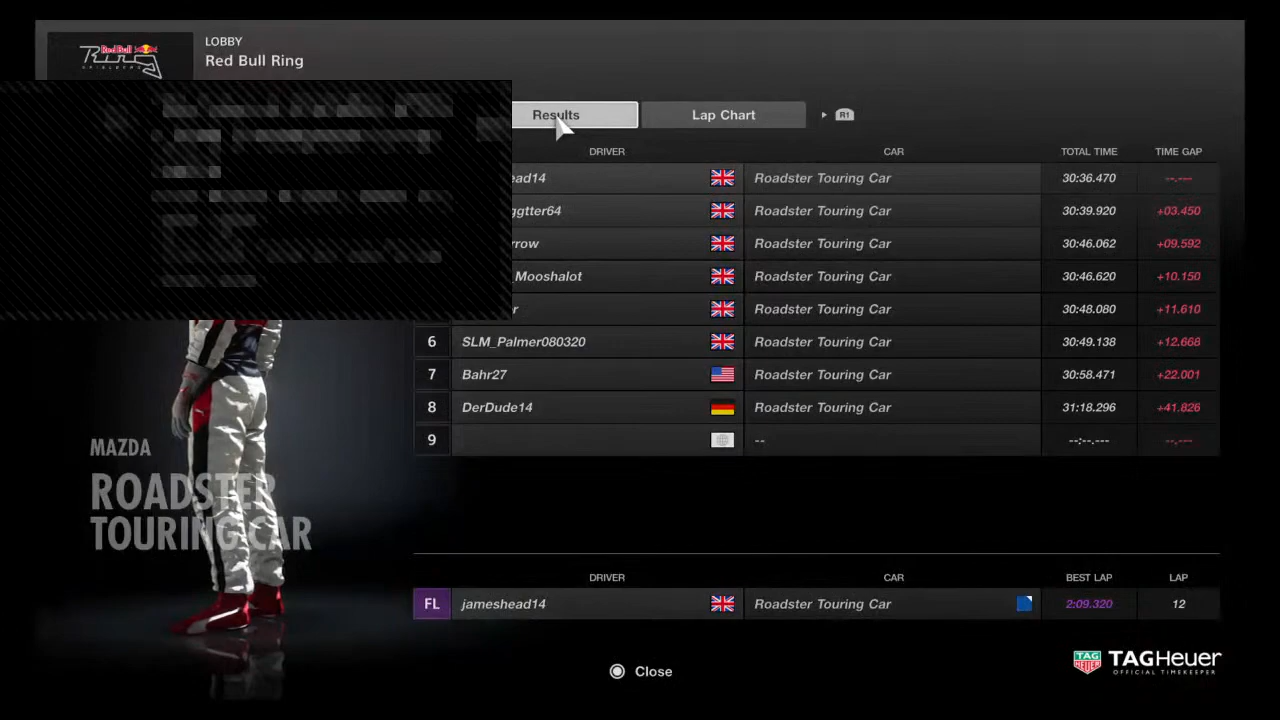 LOBBY
Red Bull Ring
Results
Lap Chart
R1
DRIVER CAR TOTAL TIME TIME GAP
ead14 Roadster Touring Car 30:36.470 --.---
ggtter64 Roadster Touring Car 30:39.920 +03.450
rrow Roadster Touring Car 30:46.062 +09.592
_Mooshalot Roadster Touring Car 30:46.620 +10.150
r Roadster Touring Car 30:48.080 +11.610
6 SLM_Palmer080320 Roadster Touring Car 30:49.138 +12.668
7 Bahr27 Roadster Touring Car 30:58.471 +22.001
8 DerDude14 Roadster Touring Car 31:18.296 +41.826
9 -- --:--.--- --.---
MAZDA
ROADSTER
TOURING CAR
DRIVER CAR BEST LAP LAP
FL jameshead14 Roadster Touring Car 2:09.320 12
Close
TAG HEUER TAGHeuer
OFFICIAL TIMEKEEPER